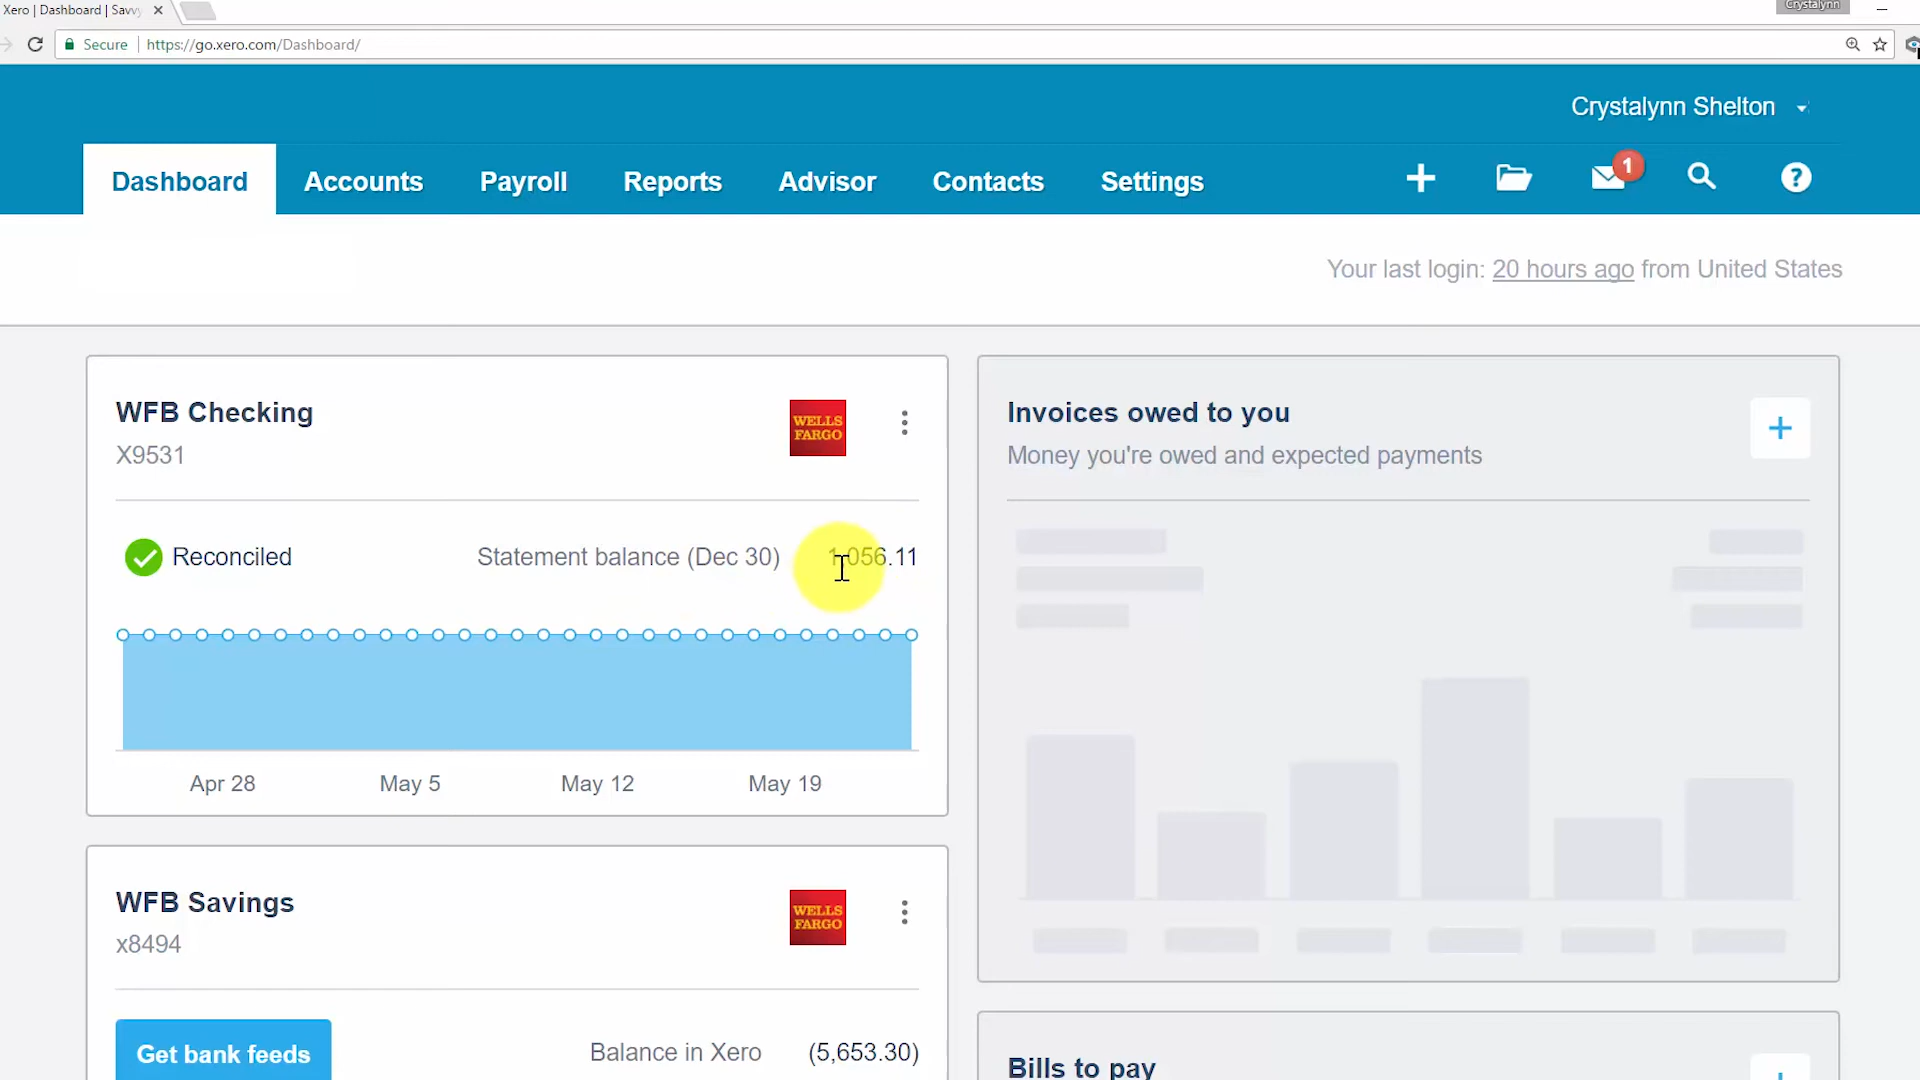 Xero | Dashboard | Savvy
Crystalynn
Secure https://go.xero.com/Dashboard/
Crystalynn Shelton
Dashboard Accounts Payroll Reports Advisor Contacts Settings 1 ?
Your last login: 20 hours ago from United States
WFB Checking
X9531
WELLS
FARGO
Reconciled Statement balance (Dec 30) 1,056.11
Apr 28 May 5 May 12 May 19
WFB Savings
x8494
WELLS
FARGO
Get bank feeds Balance in Xero (5,653.30)
Invoices owed to you
Money you're owed and expected payments
Bills to pay